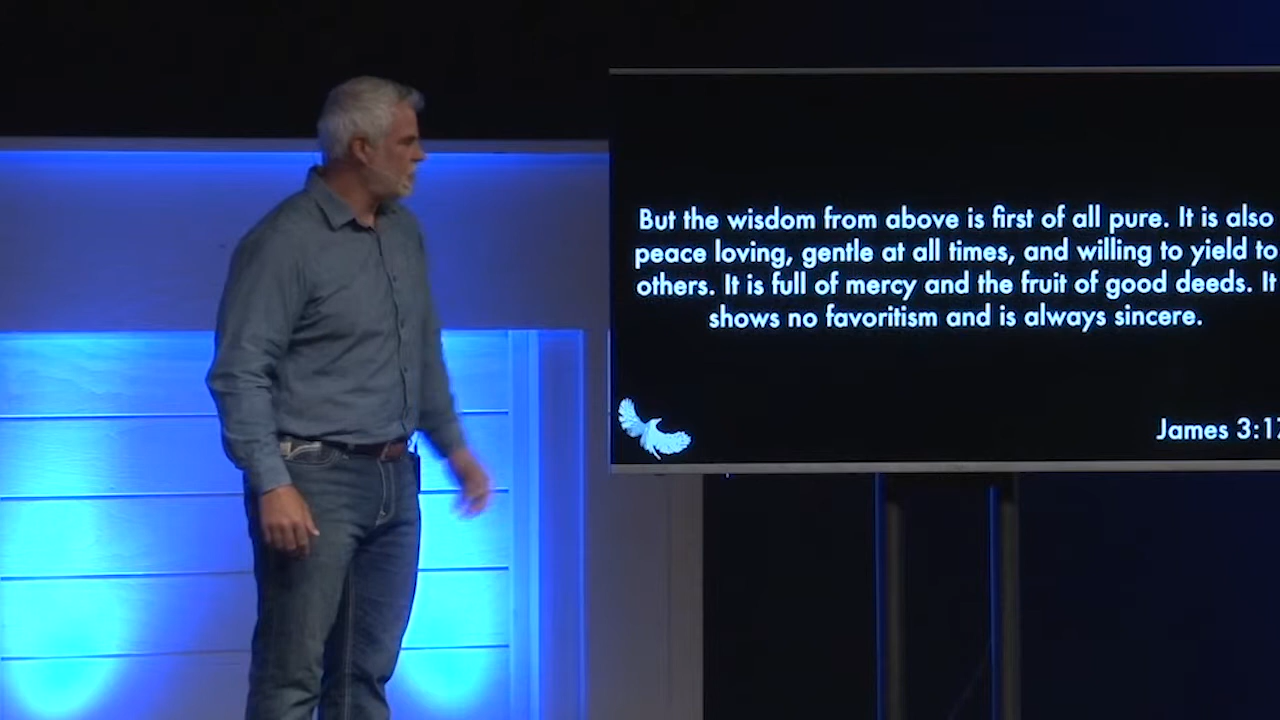 But the wisdom from above is first of all pure. It is also
peace loving, gentle at all times, and willing to yield to
others. It is full of mercy and the fruit of good deeds. It
shows no favoritism and is always sincere.
James 3:17